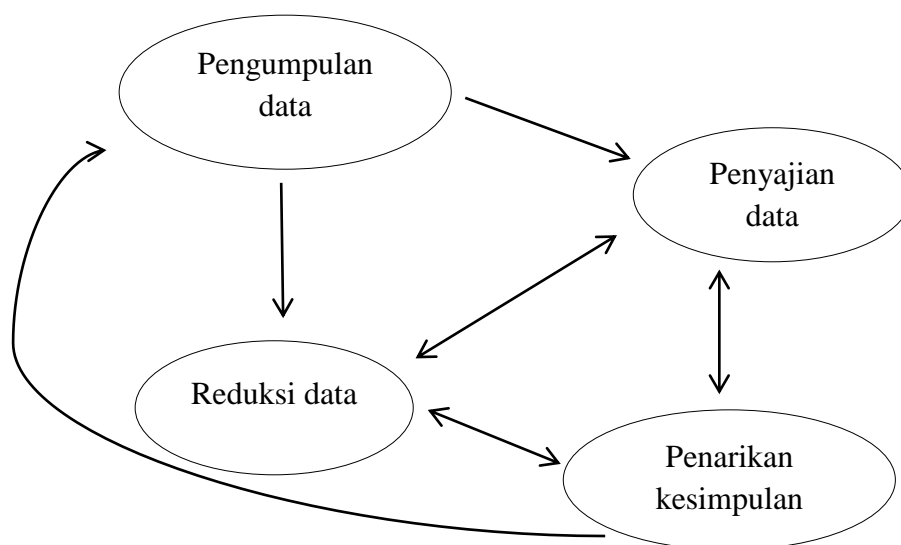 Pengumpulan
data
Penyajian
data
Reduksi data
Penarikan
kesimpulan